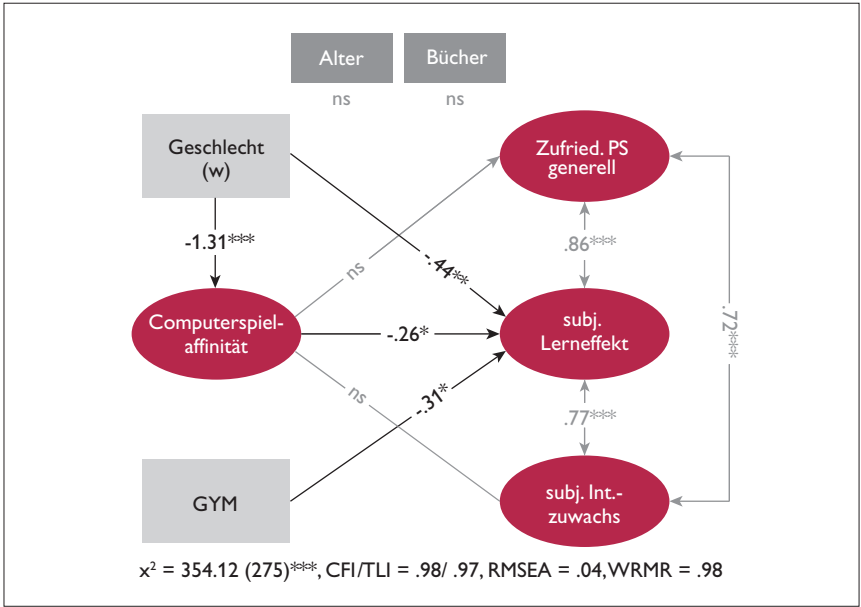 Alter
Bücher
ns
ns
Geschlecht
(w)
Zufried. PS
generell
-1.31***
-.44**
ns
.86***
Computerspiel-
affinität
-.26*
subj.
Lerneffekt
.72***
ns
-.31*
.77***
GYM
subj. Int.-
zuwachs
x² = 354.12 (275)***, CFI/TLI = .98/ .97, RMSEA = .04, WRMR = .98